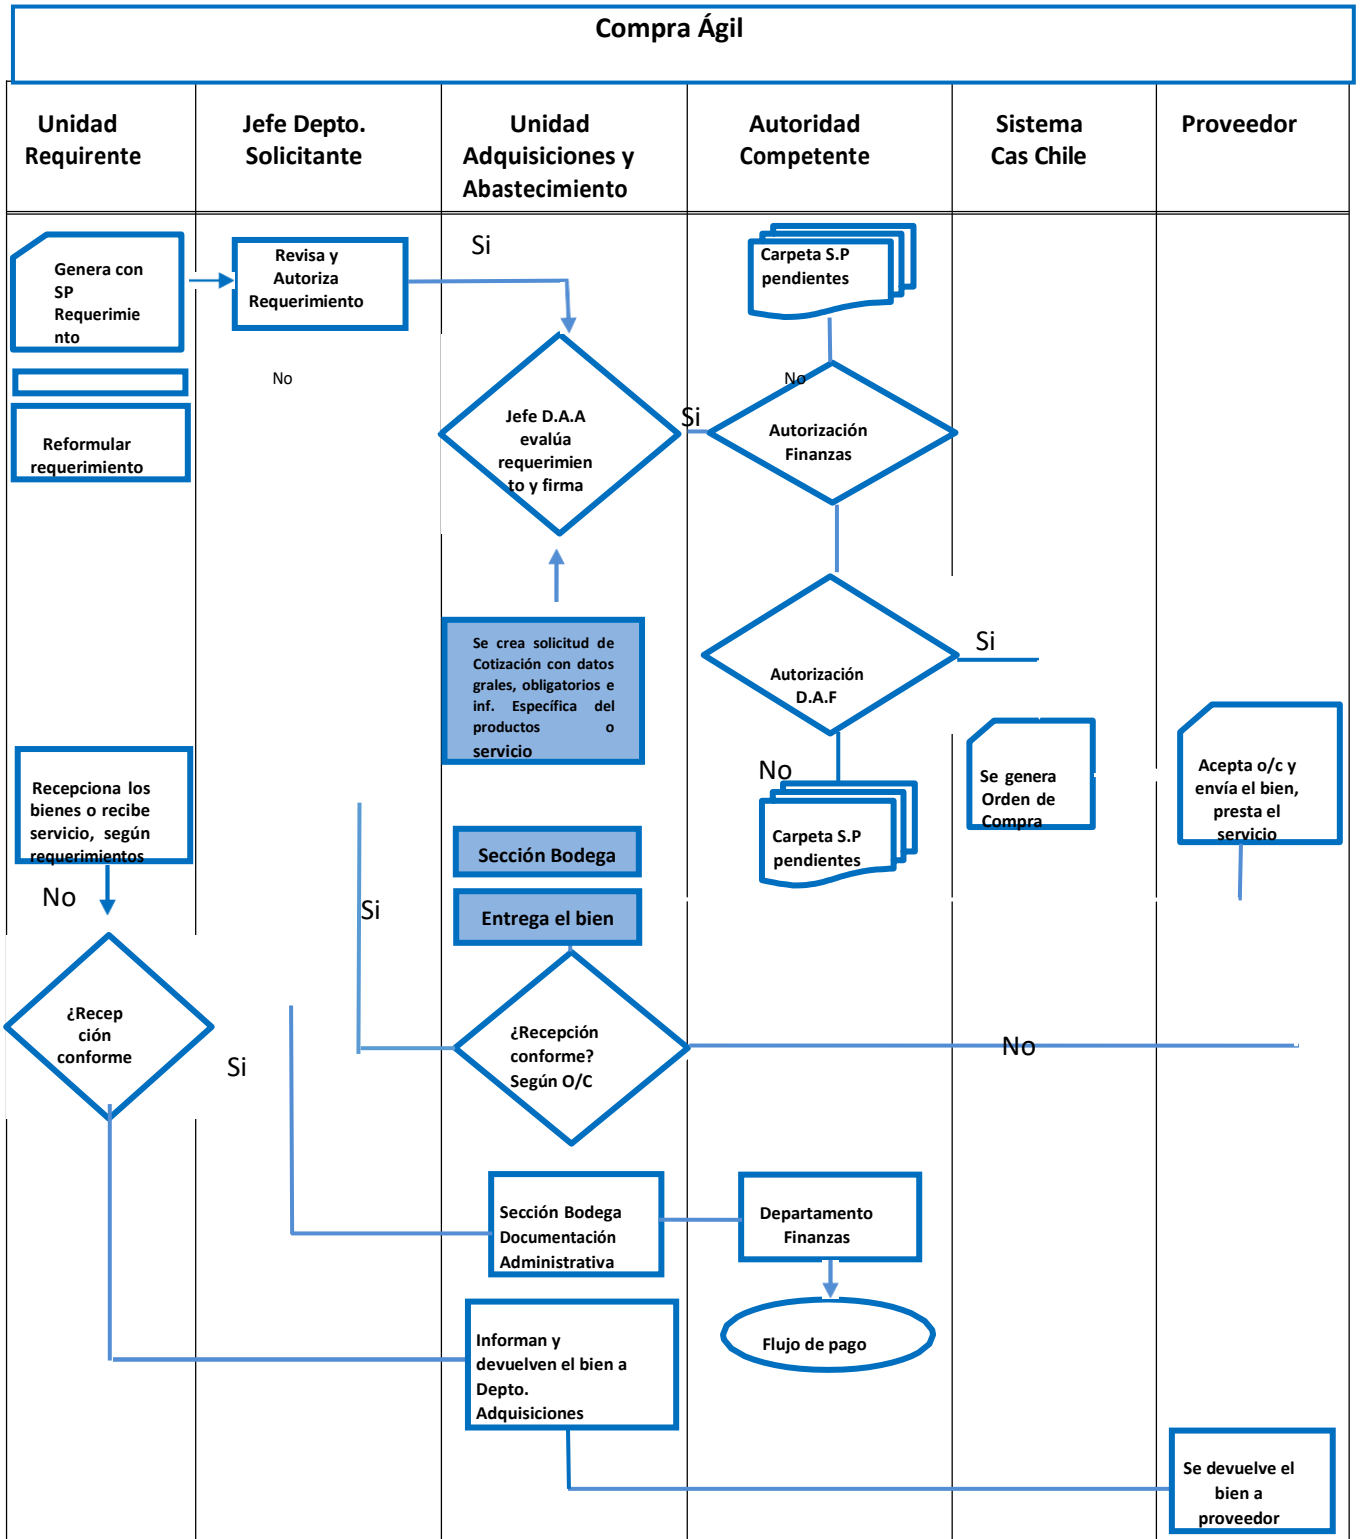 Compra Ágil
Unidad
Requirente
Jefe Depto.
Solicitante
Unidad
Adquisiciones y
Abastecimiento
Autoridad
Competente
Sistema
Cas Chile
Proveedor
Genera con
SP
Requerimie
nto
Revisa y
Autoriza
Requerimiento
Si
Carpeta S.P
pendientes
No
No
Reformular
requerimiento
Jefe D.A.A
evalúa
requerimien
to y firma
Si
Autorización
Finanzas
Se crea solicitud de
Cotización con datos
grales, obligatorios e
inf. Específica del
productos o
servicio
Autorización
D.A.F
Si
No
Carpeta S.P
pendientes
Se genera
Orden de
Compra
Acepta o/c y
envía el bien,
presta el
servicio
Recepciona los
bienes o recibe
servicio, según
requerimientos
No
Sección Bodega
Entrega el bien
Si
¿Recep
ción
conforme
Si
¿Recepción
conforme?
Según O/C
No
Sección Bodega
Documentación
Administrativa
Departamento
Finanzas
Flujo de pago
Informan y
devuelven el bien a
Depto.
Adquisiciones
Se devuelve el
bien a
proveedor